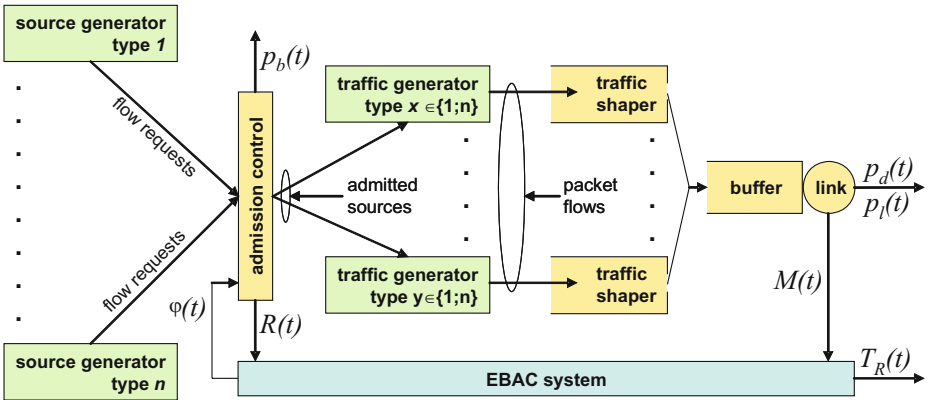 source generator
type 1
p_b(t)
traffic generator
type x ∈{1;n}
traffic
shaper
flow requests
admission control
admitted
sources
packet
flows
buffer
link
p_d(t)
p_l(t)
flow requests
traffic generator
type y∈{1;n}
traffic
shaper
φ(t)
R(t)
M(t)
source generator
type n
EBAC system
T_R(t)